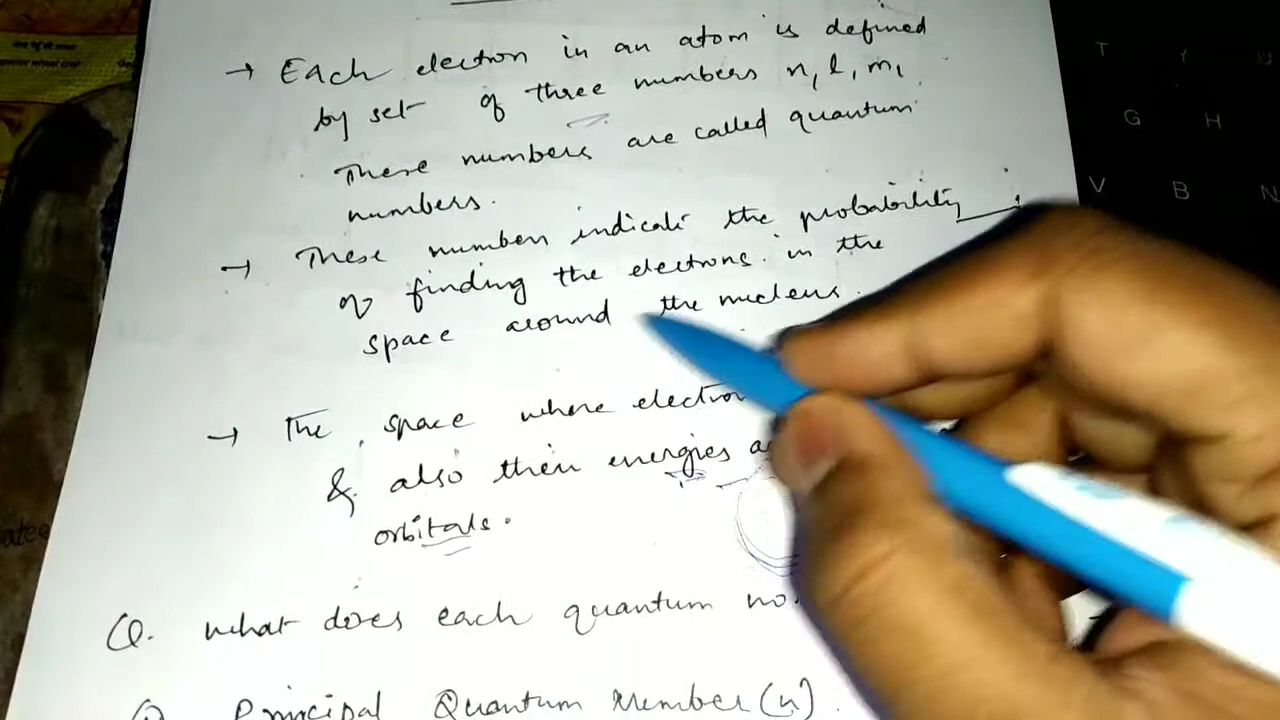 → Each electron in an atom is defined
by set of three numbers n, l, m,
These numbers are called quantum
numbers.
→ These numbers indicate the probability
of finding the electrons in the
space around the nucleus.
→ The space where electron
& also their energies
orbitals.
Q. What does each quantum no.
Principal Quantum Number (n).
T Y U
G H
V B N